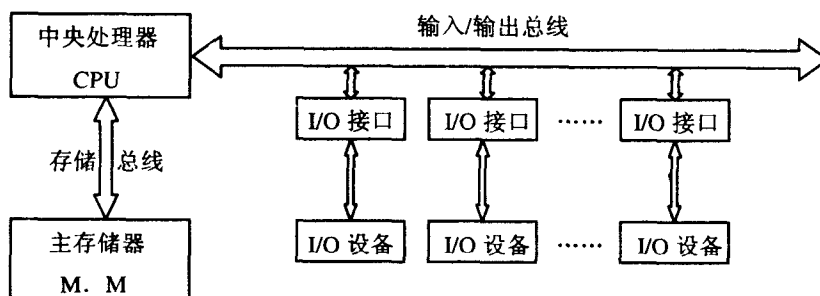 中央处理器
CPU
输入/输出总线
I/O 接口
I/O 接口
……
I/O 接口
存储
总线
主存储器
M.M
I/O 设备
I/O 设备
……
I/O 设备